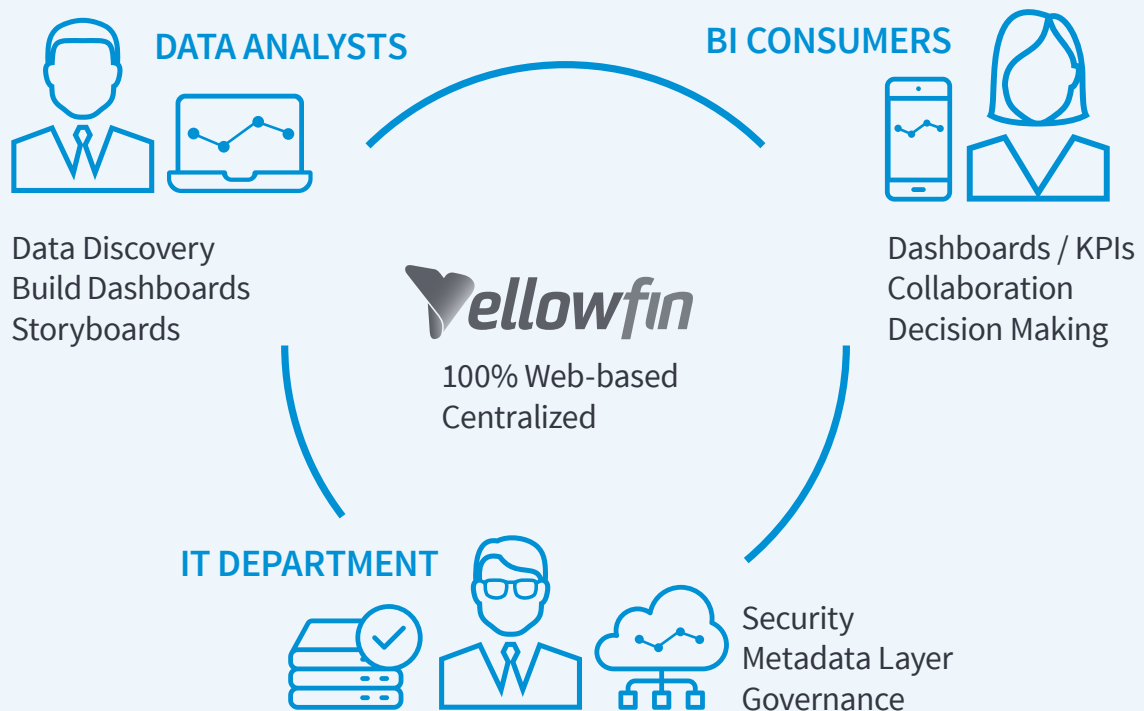 DATA ANALYSTS
Data Discovery
Build Dashboards
Storyboards
BI CONSUMERS
Dashboards / KPIs
Collaboration
Decision Making
Yellowfin
100% Web-based
Centralized
IT DEPARTMENT
Security
Metadata Layer
Governance